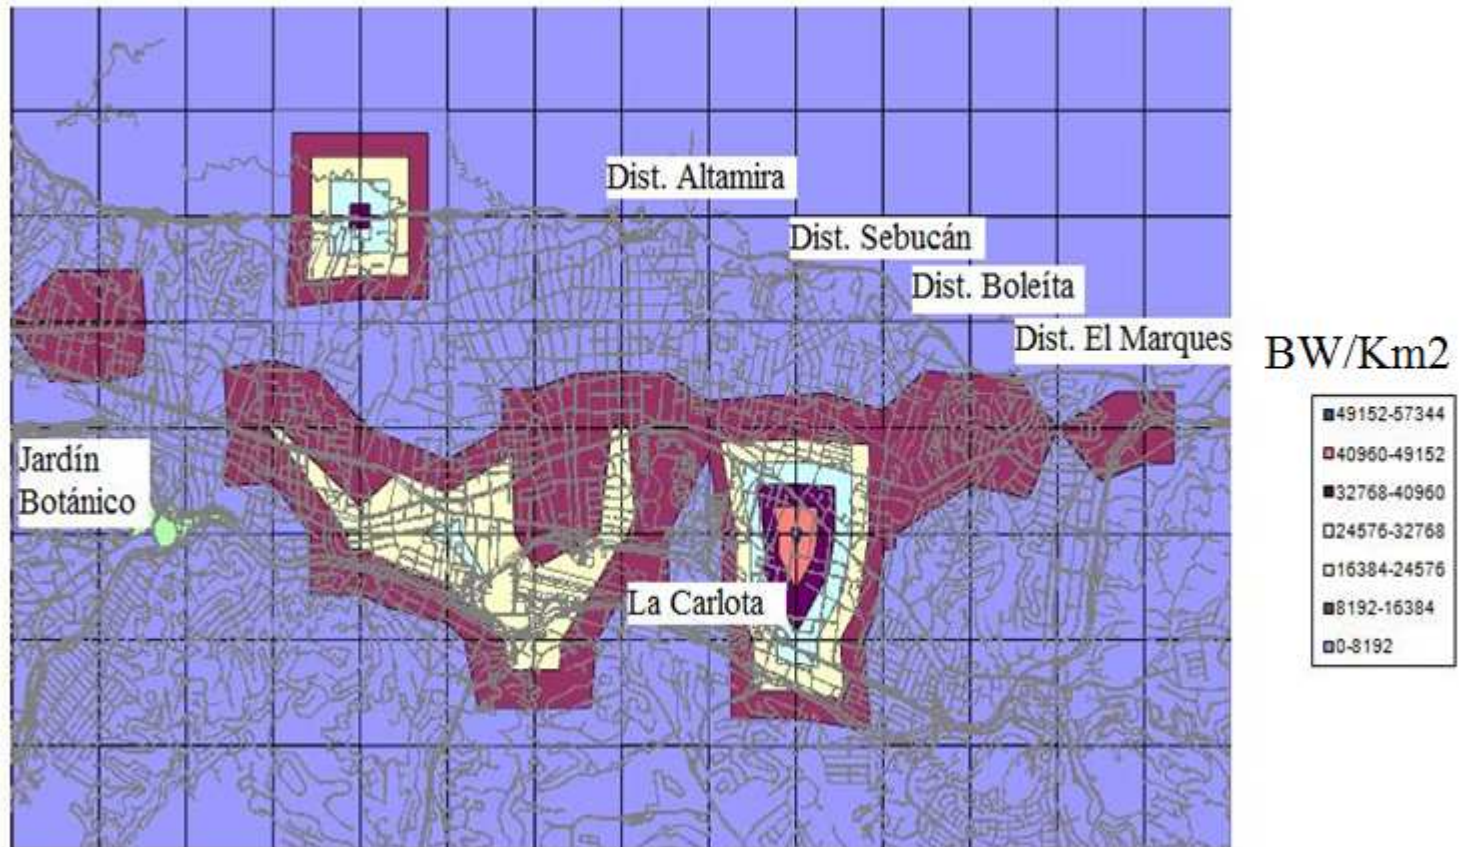 Dist. Altamira
Dist. Sebucán
Dist. Boleíta
Dist. El Marques
BW/Km2
49152-57344
40960-49152
32768-40960
24576-32768
16384-24576
8192-16384
0-8192
Jardín
Botánico
La Carlota